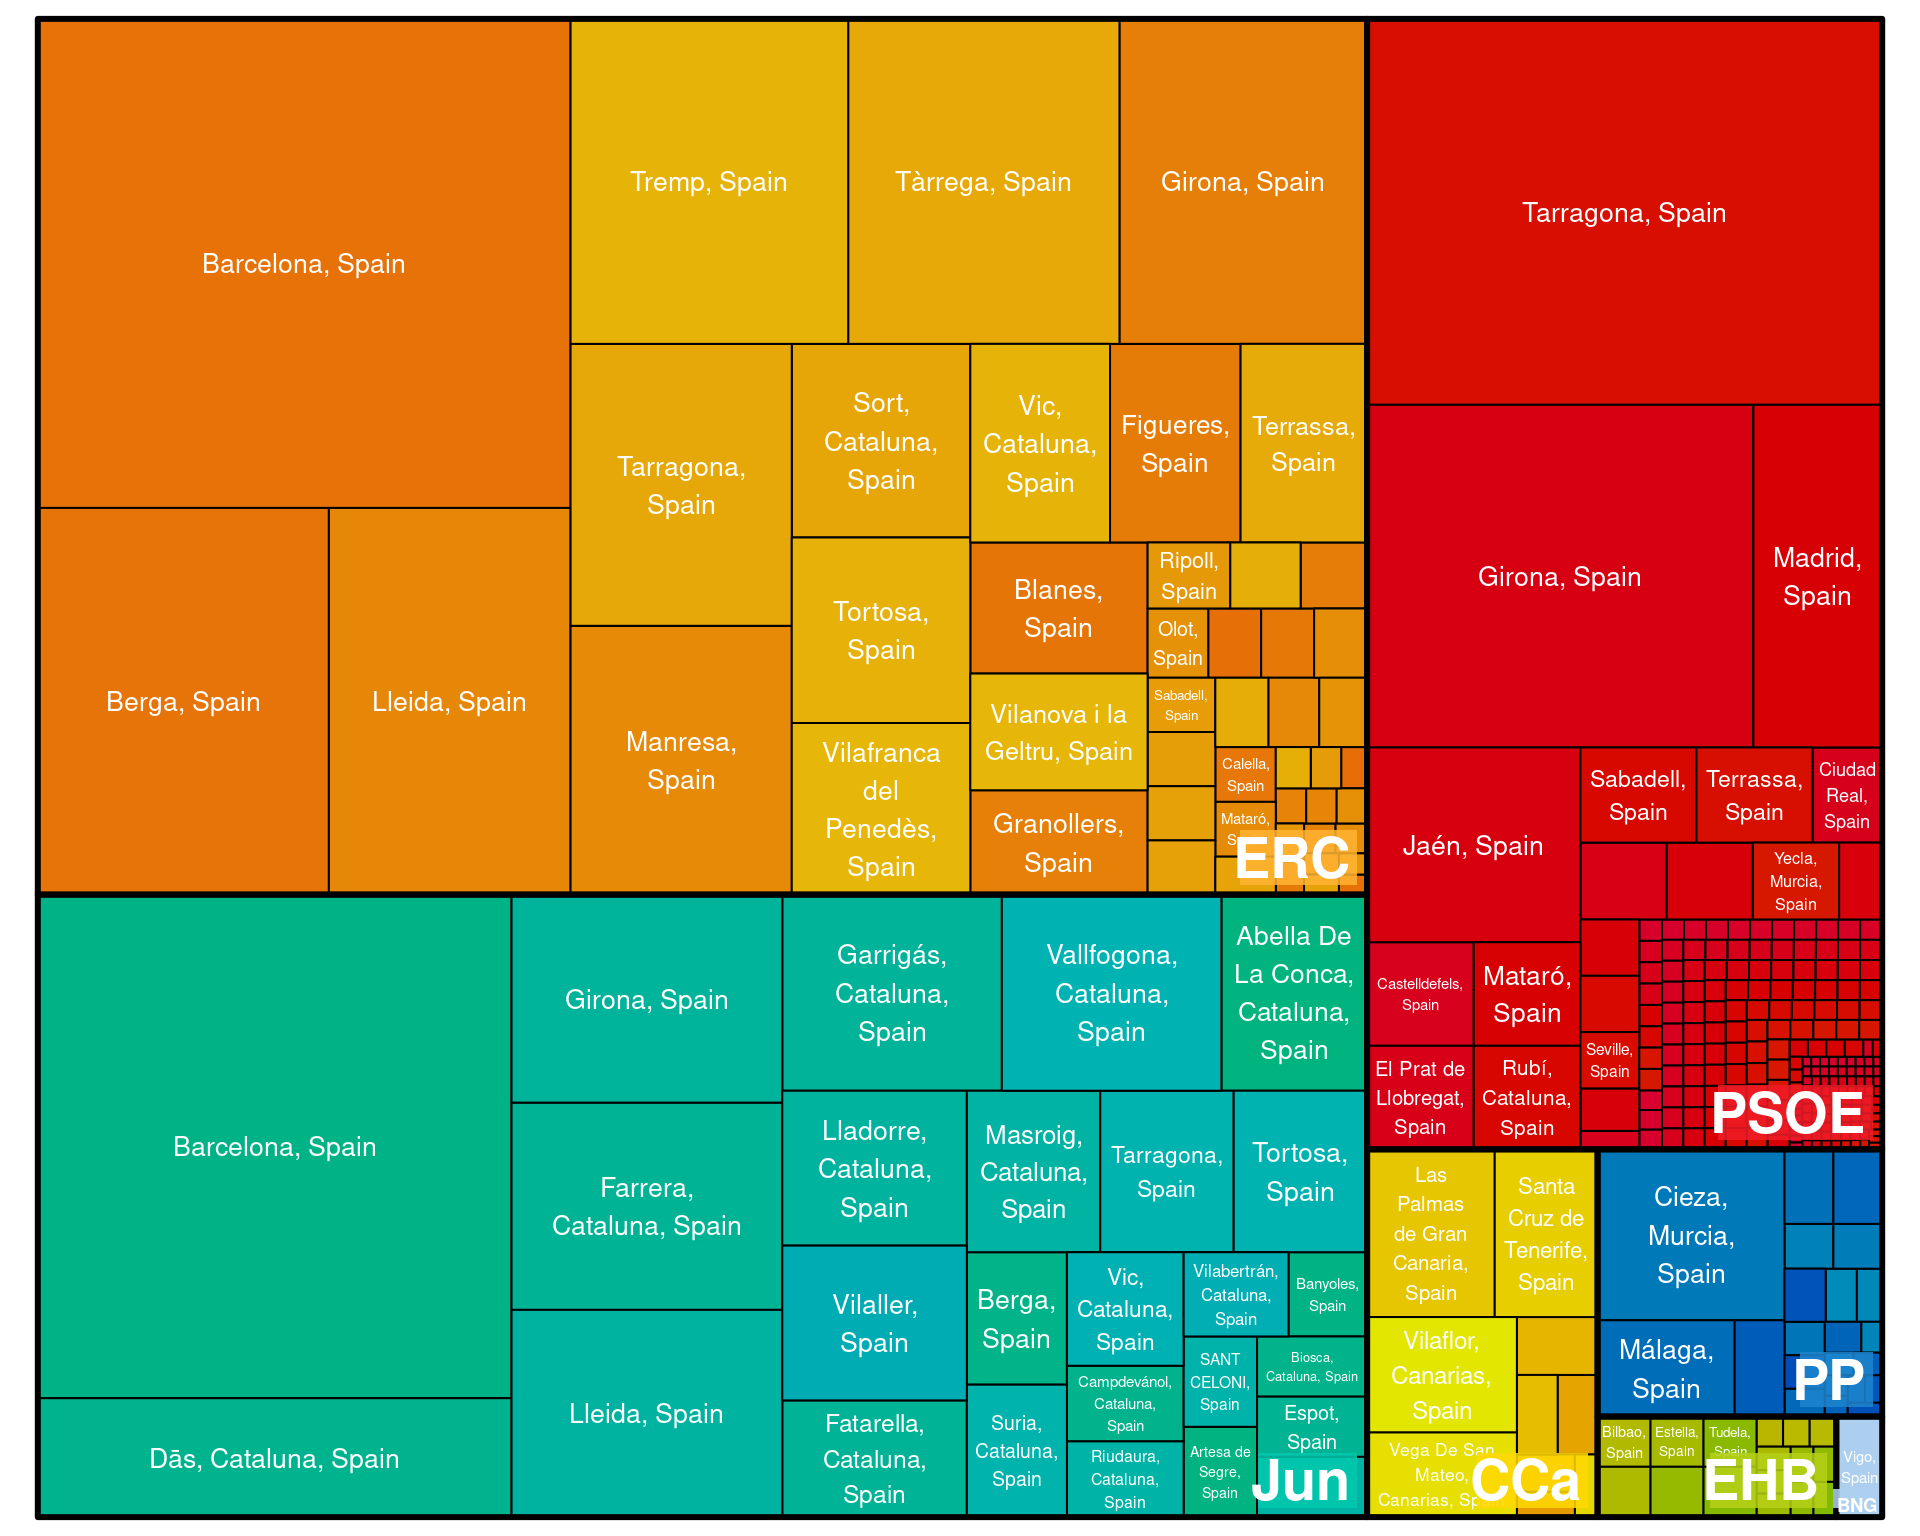 Barcelona, Spain
Tremp, Spain
Tàrrega, Spain
Girona, Spain
Berga, Spain
Lleida, Spain
Tarragona,
Spain
Sort,
Cataluna,
Spain
Vic,
Cataluna,
Spain
Figueres,
Spain
Terrassa,
Spain
Manresa,
Spain
Tortosa,
Spain
Vilafranca
del
Penedès,
Spain
Blanes,
Spain
Vilanova i la
Geltru, Spain
Granollers,
Spain
Ripoll,
Spain
Olot,
Spain
Sabadell,
Spain
Calella,
Spain
Mataró,
ERC
Tarragona, Spain
Girona, Spain
Madrid,
Spain
Jaén, Spain
Sabadell,
Spain
Terrassa,
Spain
Ciudad
Real,
Spain
Yecla,
Murcia,
Spain
Castelldefels,
Spain
Mataró,
Spain
El Prat de
Llobregat,
Spain
Rubí,
Cataluna,
Spain
Seville,
Spain
PSOE
Barcelona, Spain
Dās, Cataluna, Spain
Girona, Spain
Farrera,
Cataluna, Spain
Lleida, Spain
Garrigás,
Cataluna,
Spain
Vallfogona,
Cataluna,
Spain
Abella De
La Conca,
Cataluna,
Spain
Lladorre,
Cataluna,
Spain
Vilaller,
Spain
Fatarella,
Cataluna,
Spain
Masroig,
Cataluna,
Spain
Tarragona,
Spain
Tortosa,
Spain
Berga,
Spain
Suria,
Cataluna,
Spain
Vic,
Cataluna,
Spain
Campdevánol,
Cataluna,
Spain
Riudaura,
Cataluna,
Spain
Vilabertrán,
Cataluna,
Spain
Banyoles,
Spain
SANT
CELONI,
Spain
Biosca,
Cataluna, Spain
Artesa de
Segre,
Spain
Espot,
Spain
Jun
Las
Palmas
de Gran
Canaria,
Spain
Santa
Cruz de
Tenerife,
Spain
Vilaflor,
Canarias,
Spain
Vega De San
Mateo,
Canarias, Spain
CCa
Cieza,
Murcia,
Spain
Málaga,
Spain
PP
Bilbao,
Spain
Estella,
Spain
Tudela,
Spain
EHB
Vigo,
Spain
BNG